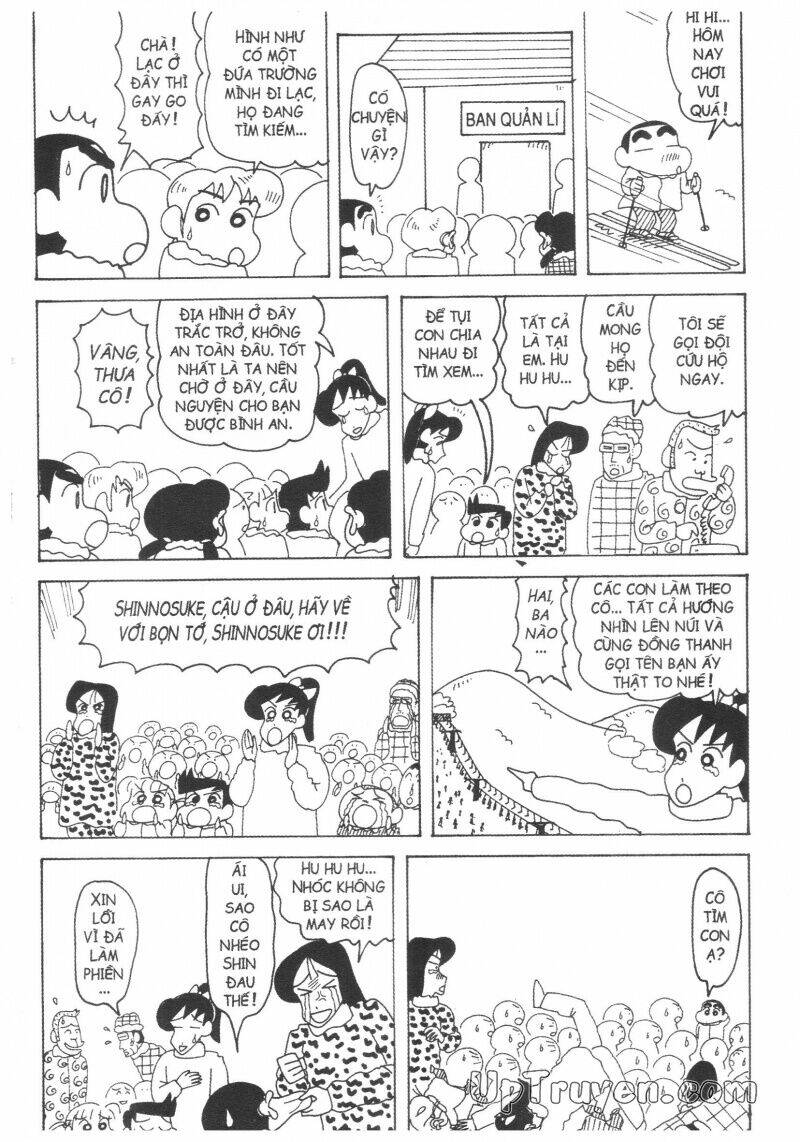 HI HI...
HÔM
NAY
CHƠI
VUI
QUÁ!
BAN QUẢN LÍ
CÓ
CHUYỆN
GÌ
VẬY?
HÌNH NHƯ
CÓ MỘT
ĐỨA TRƯỜNG
MÌNH ĐI LẠC,
HỌ ĐANG
TÌM KIẾM...
CHÀ!
LẠC Ở
ĐÂY THÌ
GAY GO
ĐẤY!
TÔI SẼ
GỌI ĐỘI
CỨU HỘ
NGAY.
CẦU
MONG
HỌ
ĐẾN
KỊP.
TẤT CẢ
LÀ TẠI
EM. HU
HU HU...
ĐỂ TỤI
CON CHIA
NHAU ĐI
TÌM XEM...
ĐỊA HÌNH Ở ĐÂY
TRẮC TRỞ, KHÔNG
AN TOÀN ĐÂU. TỐT
NHẤT LÀ TA NÊN
CHỜ Ở ĐÂY, CẦU
NGUYỆN CHO BẠN
ĐƯỢC BÌNH AN.
VÂNG,
THƯA
CÔ!
CÁC CON LÀM THEO
CÔ... TẤT CẢ HƯỚNG
NHÌN LÊN NÚI VÀ
CÙNG ĐỒNG THANH
GỌI TÊN BẠN ẤY
THẬT TO NHÉ!
HAI,
BA
NÀO
...
SHINNOSUKE, CẬU Ở ĐÂU, HÃY VỀ
VỚI BỌN TỚ, SHINNOSUKE ƠI!!!
CÔ
TÌM
CON
Ạ?
HU HU HU...
NHÓC KHÔNG
BỊ SAO LÀ
MAY RỒI!
ÁI
UI,
SAO
CÔ
NHÉO
SHIN
ĐAU
THẾ!
XIN
LỖI
VÌ ĐÃ
LÀM
PHIỀN
...
UpTruyen.com